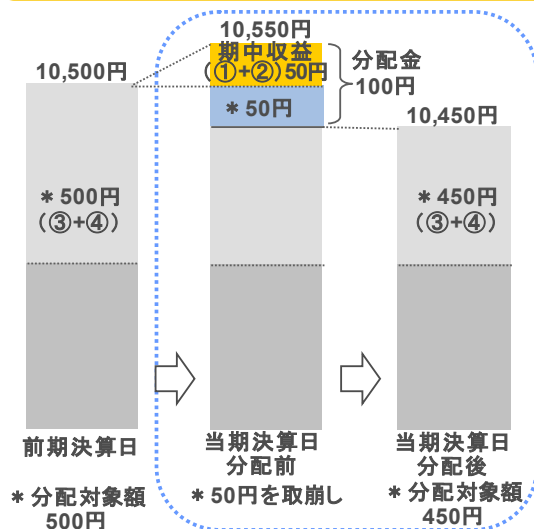 10,550円
期中収益
(①+②)50円
分配金
100円
10,500円
10,450円
＊50円
＊500円
(③+④)
＊450円
(③+④)
前期決算日
当期決算日
分配前
当期決算日
分配後
＊分配対象額
500円
＊50円を取崩し
＊分配対象額
450円